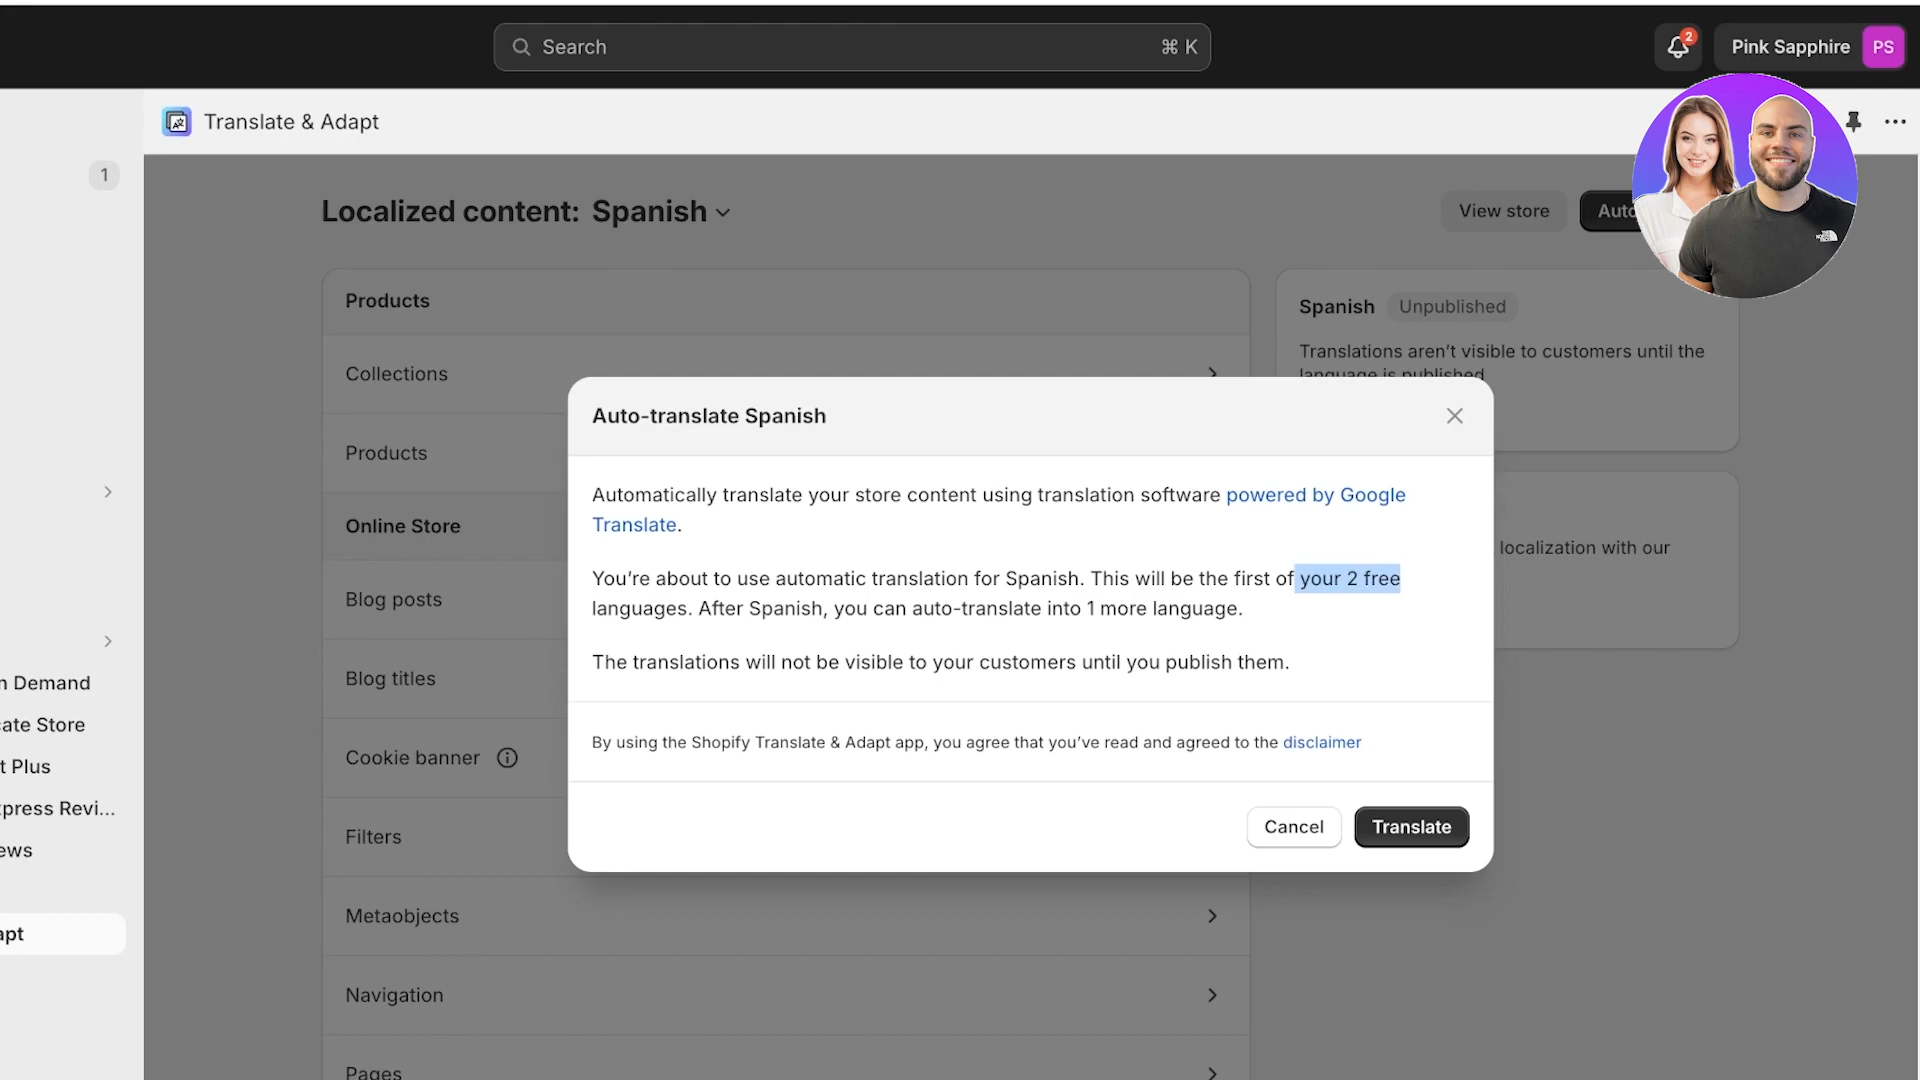 Search
⌘ K
2
Pink Sapphire
PS
Translate & Adapt
1
Localized content: Spanish
View store
Auto
Products
Spanish
Unpublished
Translations aren't visible to customers until the
language is published
Collections
Auto-translate Spanish
Products
Automatically translate your store content using translation software powered by Google
Translate.
Online Store
localization with our
You're about to use automatic translation for Spanish. This will be the first of your 2 free
languages. After Spanish, you can auto-translate into 1 more language.
Blog posts
The translations will not be visible to your customers until you publish them.
Blog titles
n Demand
ate Store
By using the Shopify Translate & Adapt app, you agree that you've read and agreed to the disclaimer
Cookie banner
t Plus
xpress Revi...
Cancel
Translate
Filters
ews
Metaobjects
apt
Navigation
Pages